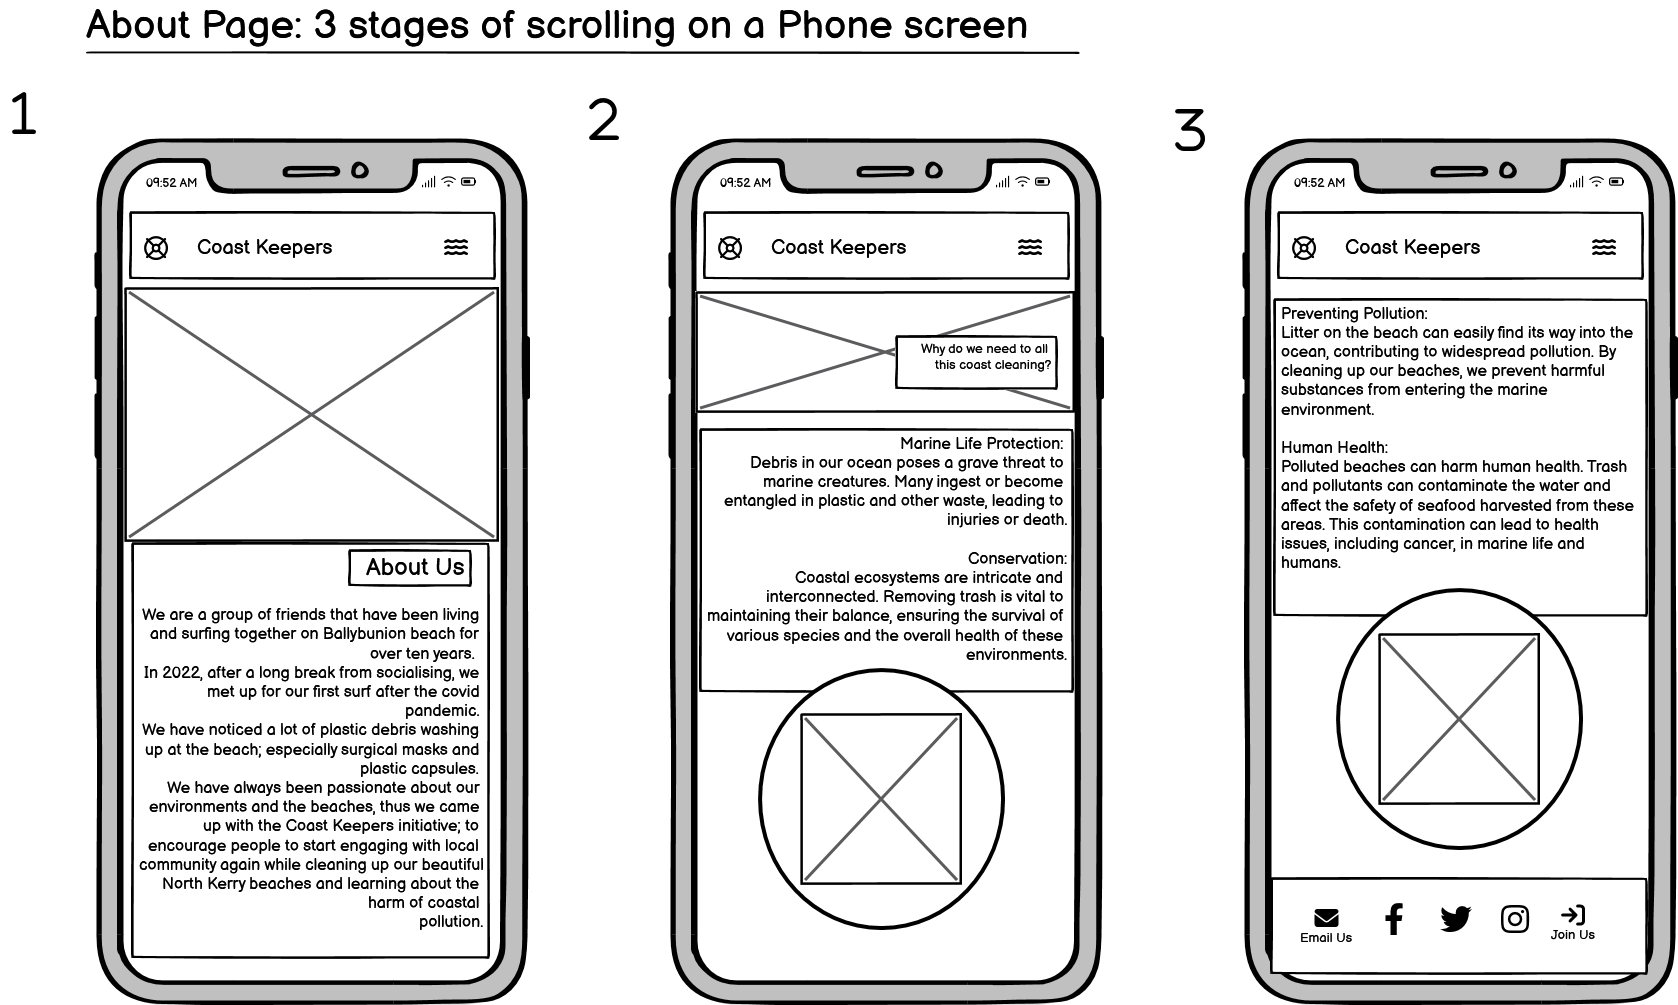 About Page: 3 stages of scrolling on a Phone screen
1
09:52 AM
Coast Keepers
About Us
We are a group of friends that have been living
and surfing together on Ballybunion beach for
over ten years.
In 2022, after a long break from socialising, we
met up for our first surf after the covid
pandemic.
We have noticed a lot of plastic debris washing
up at the beach; especially surgical masks and
plastic capsules.
We have always been passionate about our
environments and the beaches, thus we came
up with the Coast Keepers initiative; to
encourage people to start engaging with local
community again while cleaning up our beautiful
North Kerry beaches and learning about the
harm of coastal
pollution.
2
09:52 AM
Coast Keepers
Why do we need to all
this coast cleaning?
Marine Life Protection:
Debris in our ocean poses a grave threat to
marine creatures. Many ingest or become
entangled in plastic and other waste, leading to
injuries or death.
Conservation:
Coastal ecosystems are intricate and
interconnected. Removing trash is vital to
maintaining their balance, ensuring the survival of
various species and the overall health of these
environments.
3
09:52 AM
Coast Keepers
Preventing Pollution:
Litter on the beach can easily find its way into the
ocean, contributing to widespread pollution. By
cleaning up our beaches, we prevent harmful
substances from entering the marine
environment.
Human Health:
Polluted beaches can harm human health. Trash
and pollutants can contaminate the water and
affect the safety of seafood harvested from these
areas. This contamination can lead to health
issues, including cancer, in marine life and
humans.
Email Us
Join Us